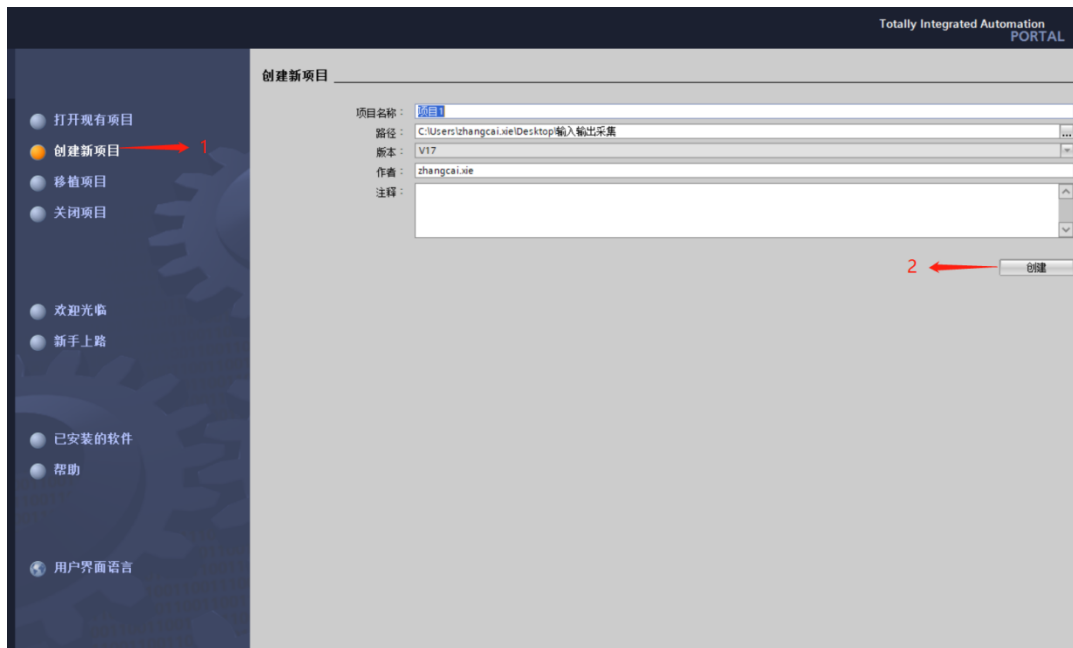 Totally Integrated Automation
PORTAL
打开现有项目
创建新项目 1
移植项目
关闭项目
欢迎光临
新手上路
已安装的软件
帮助
用户界面语言
创建新项目
项目名称： 项目1
路径： C:\Users\zhangcai.xie\Desktop\输入输出采集 ...
版本： V17
作者： zhangcai.xie
注释：
2 创建